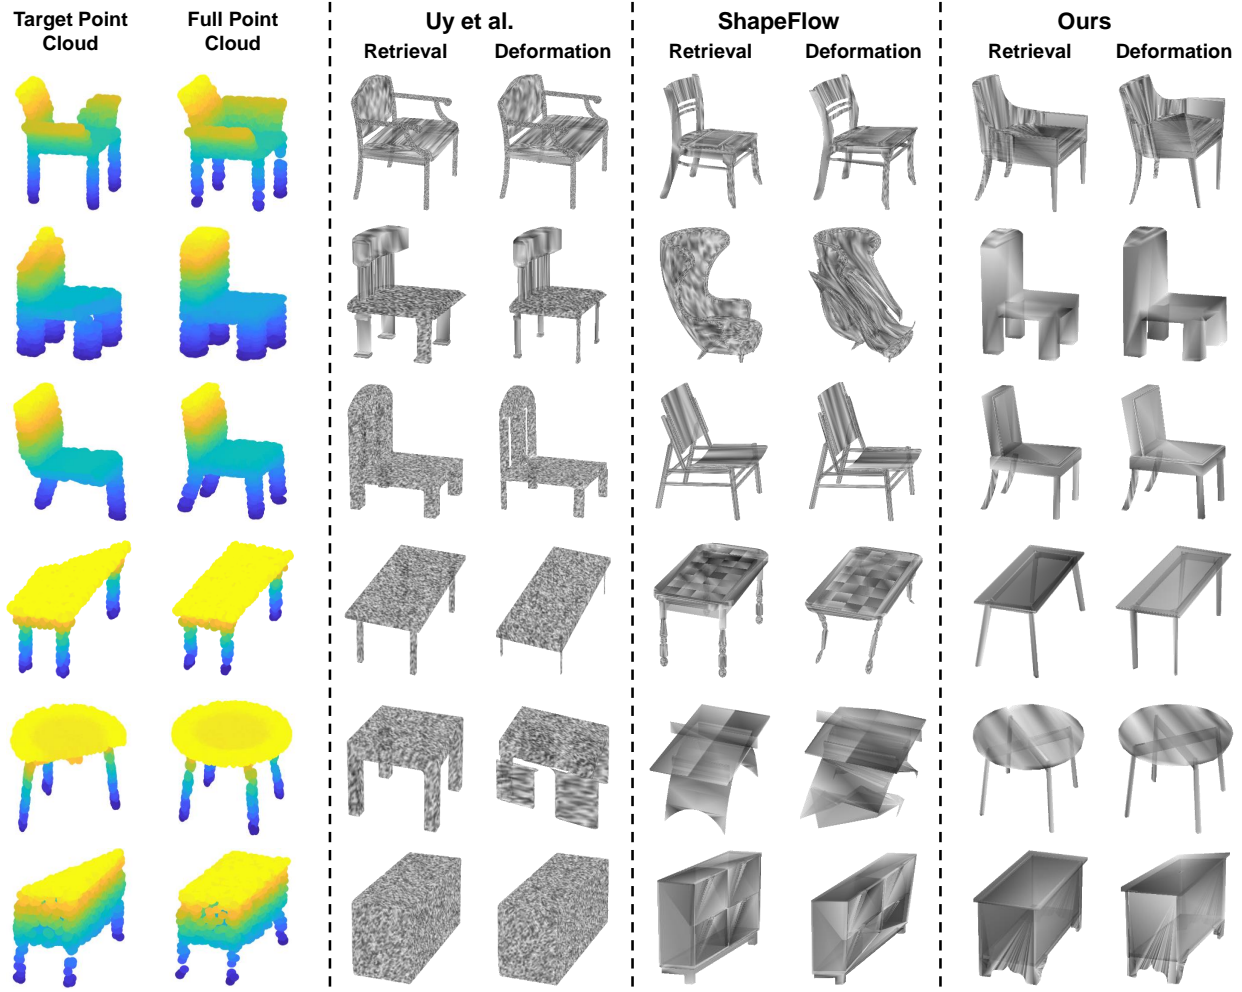 Target Point Cloud
Full Point Cloud
Uy et al.
ShapeFlow
Ours
Retrieval
Deformation
Retrieval
Deformation
Retrieval
Deformation